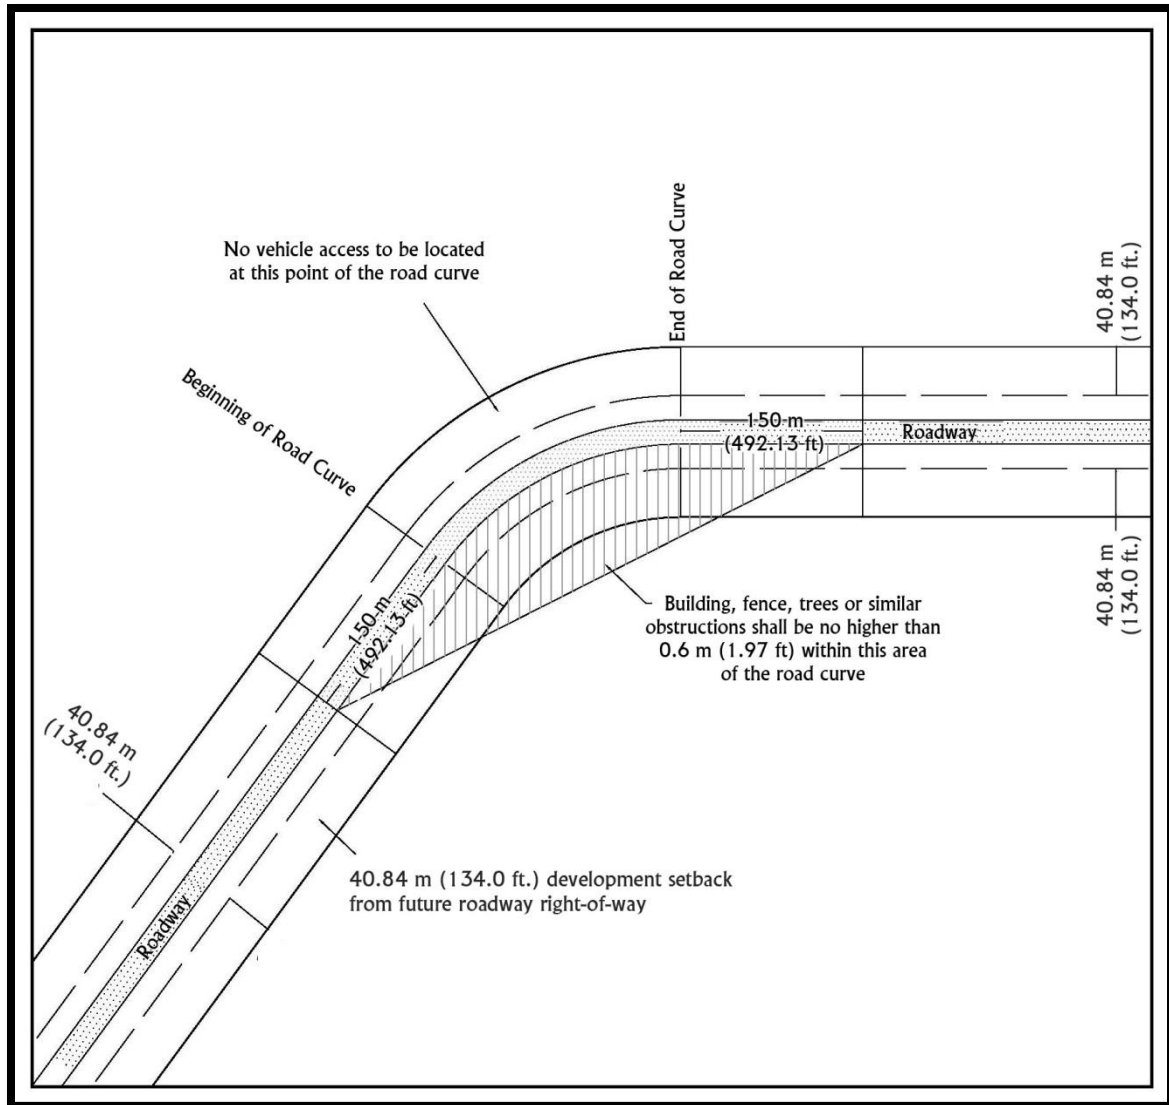 No vehicle access to be located
at this point of the road curve
End of Road Curve
40.84 m
(134.0 ft.)
Beginning of Road Curve
150 m
(492.13 ft)
Roadway
150 m
(492.13 ft)
40.84 m
(134.0 ft.)
Building, fence, trees or similar
obstructions shall be no higher than
0.6 m (1.97 ft) within this area
of the road curve
40.84 m
(134.0 ft.)
40.84 m (134.0 ft.) development setback
from future roadway right-of-way
Roadway